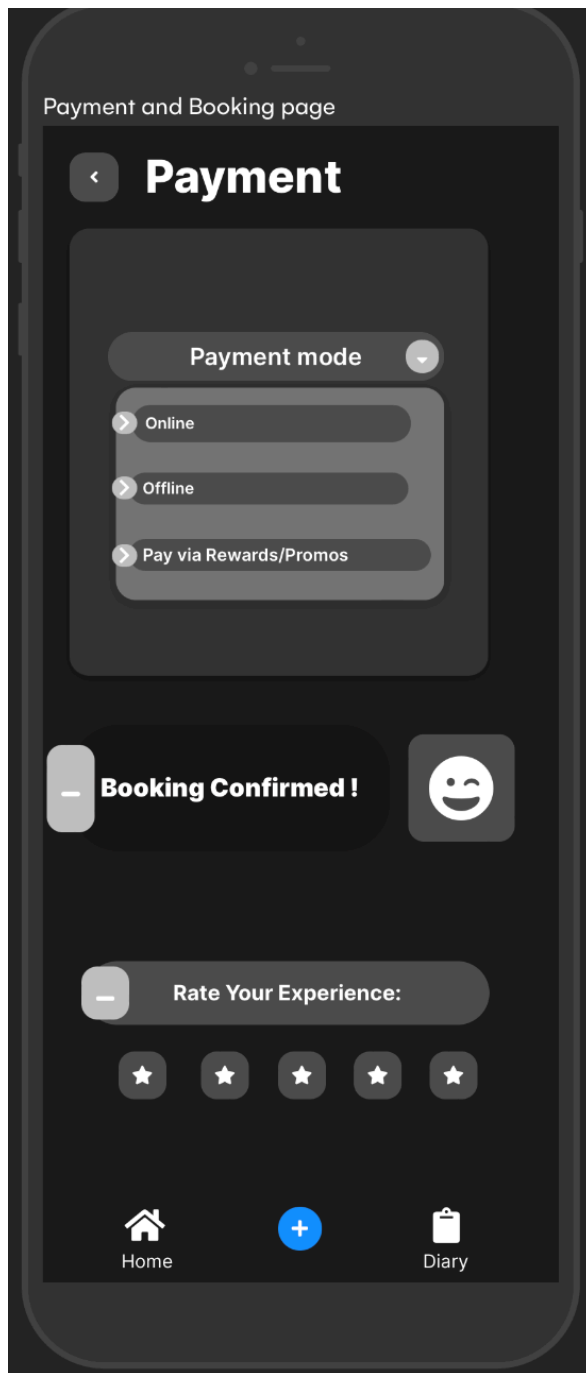 Payment and Booking page
Payment
Payment mode
Online
Offline
Pay via Rewards/Promos
Booking Confirmed !
Rate Your Experience:
Home
Diary